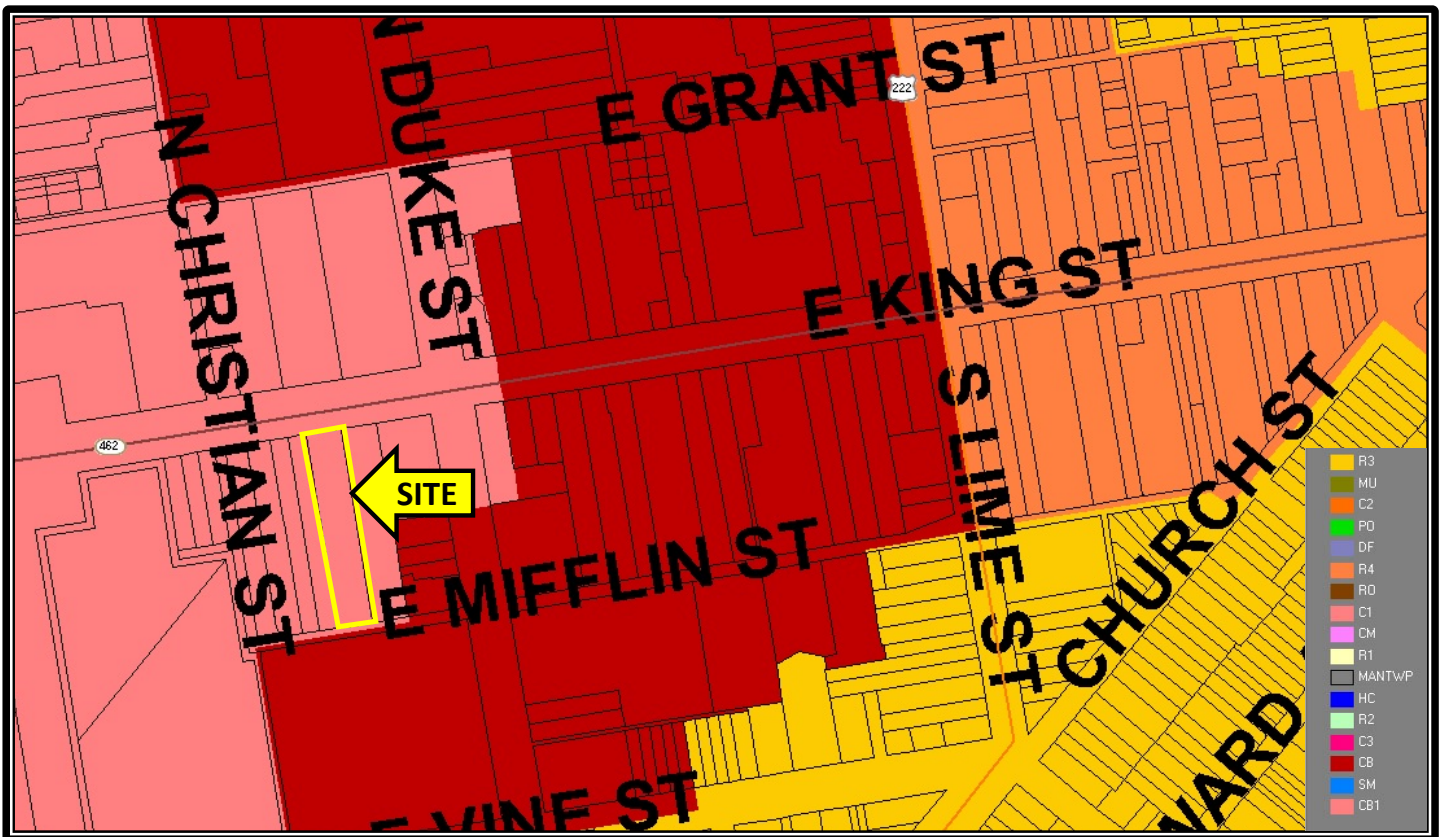 N DUKE ST
E GRANT ST
222
N CHRISTIAN ST
E KING ST
462
SITE
S LIME ST
CHURCH ST
E MIFFLIN ST
E VINE ST
WARD
R3
MU
C2
PO
DF
R4
RO
C1
CM
R1
MANTWP
HC
R2
C3
CB
SM
CB1